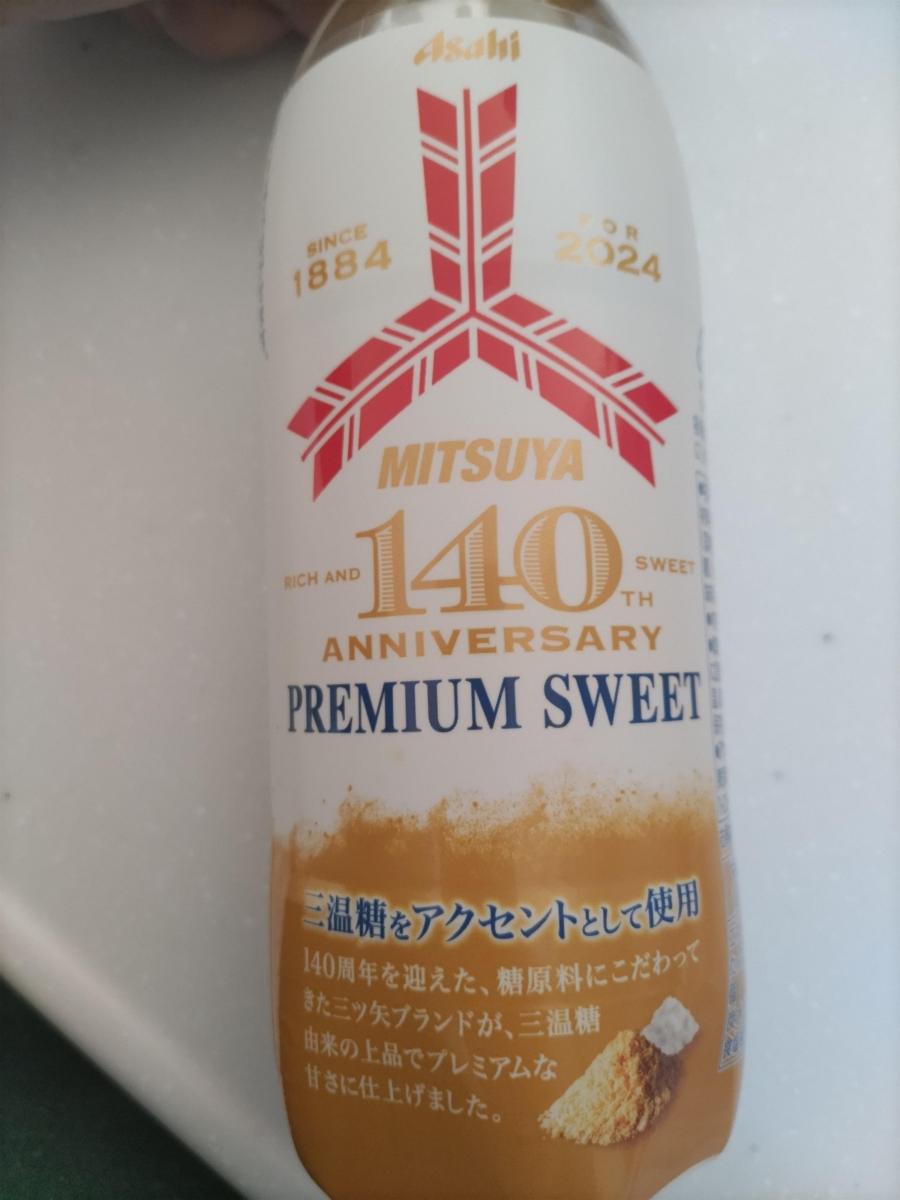 Asahi
SINCE
1884
FOR
2024
MITSUYA
RICH AND
140
TH
SWEET
ANNIVERSARY
PREMIUM SWEET
三温糖をアクセントとして使用
140周年を迎えた、糖原料にこだわって
きた三ツ矢ブランドが、三温糖
由来の上品でプレミアムな
甘さに仕上げました。